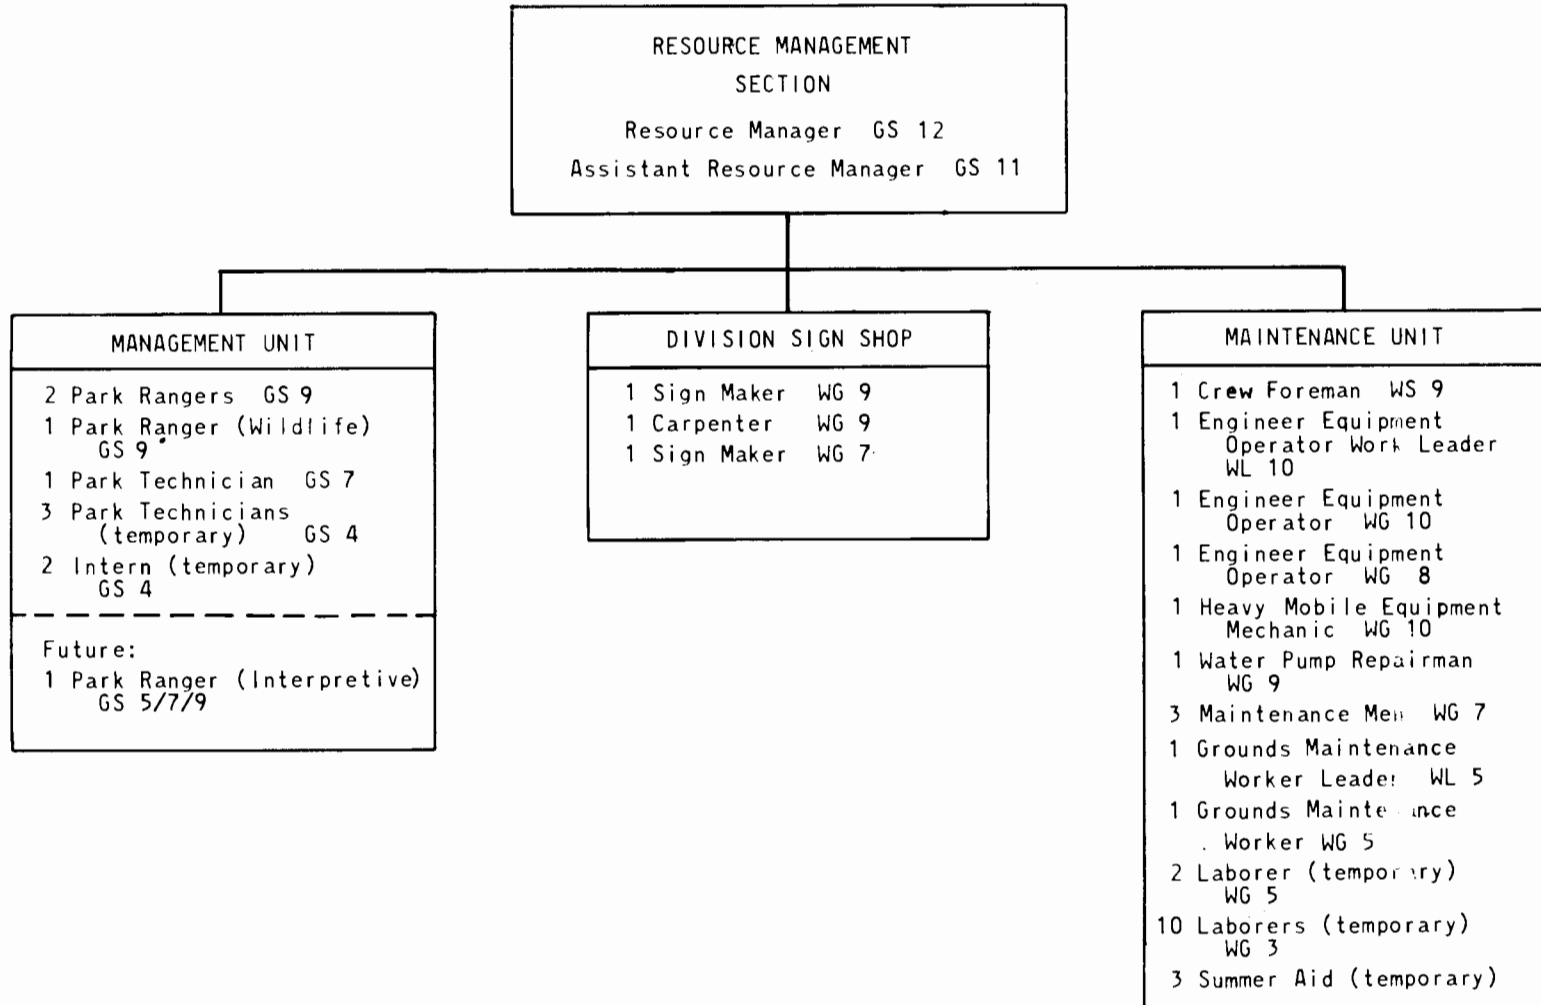 RESOURCE MANAGEMENT
SECTION
Resource Manager GS 12
Assistant Resource Manager GS 11
MANAGEMENT UNIT
2 Park Rangers GS 9
1 Park Ranger (Wildlife)
GS 9
1 Park Technician GS 7
3 Park Technicians
(temporary) GS 4
2 Intern (temporary)
GS 4
Future:
1 Park Ranger (Interpretive)
GS 5/7/9
DIVISION SIGN SHOP
1 Sign Maker WG 9
1 Carpenter WG 9
1 Sign Maker WG 7
MAINTENANCE UNIT
1 Crew Foreman WS 9
1 Engineer Equipment
Operator Work Leader
WL 10
1 Engineer Equipment
Operator WG 10
1 Engineer Equipment
Operator WG 8
1 Heavy Mobile Equipment
Mechanic WG 10
1 Water Pump Repairman
WG 9
3 Maintenance Men WG 7
1 Grounds Maintenance
Worker Leader WL 5
1 Grounds Maintenance
Worker WG 5
2 Laborer (temporary)
WG 5
10 Laborers (temporary)
WG 3
3 Summer Aid (temporary)